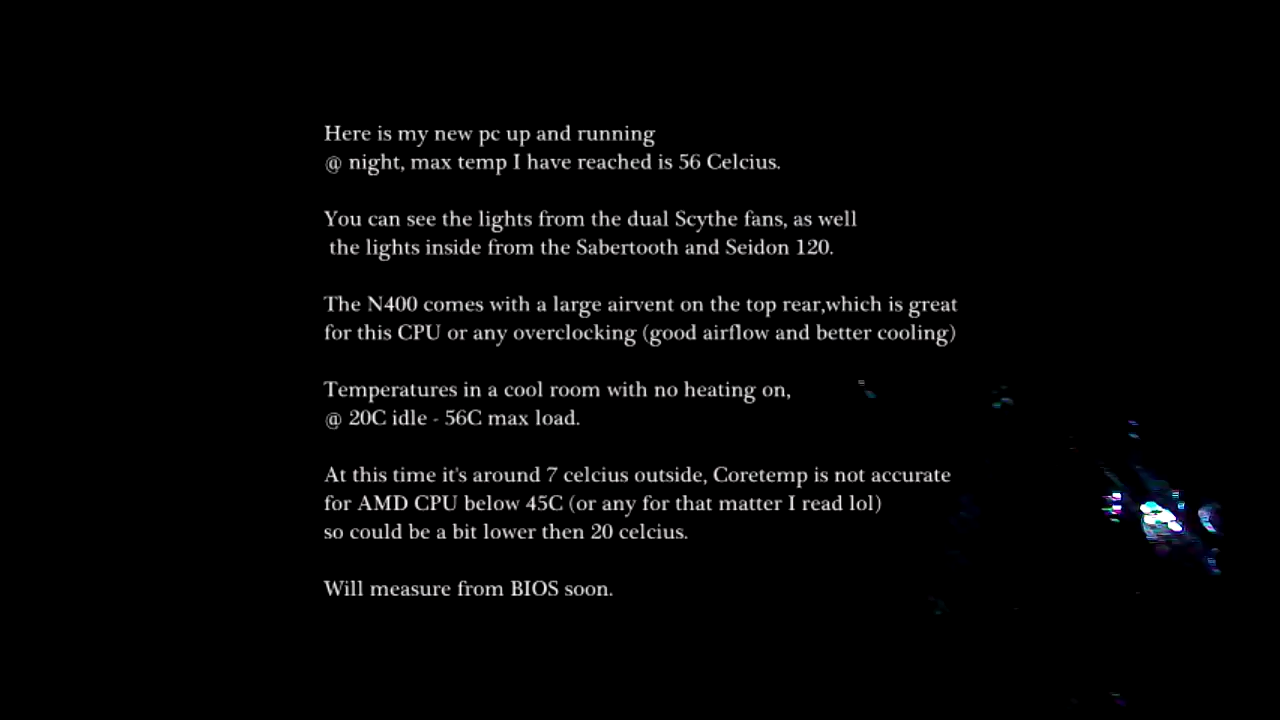 Here is my new pc up and running
@ night, max temp I have reached is 56 Celcius.
You can see the lights from the dual Scythe fans, as well
the lights inside from the Sabertooth and Seidon 120.
The N400 comes with a large airvent on the top rear,which is great
for this CPU or any overclocking (good airflow and better cooling)
Temperatures in a cool room with no heating on,
@ 20C idle - 56C max load.
At this time it's around 7 celcius outside, Coretemp is not accurate
for AMD CPU below 45C (or any for that matter I read lol)
so could be a bit lower then 20 celcius.
Will measure from BIOS soon.